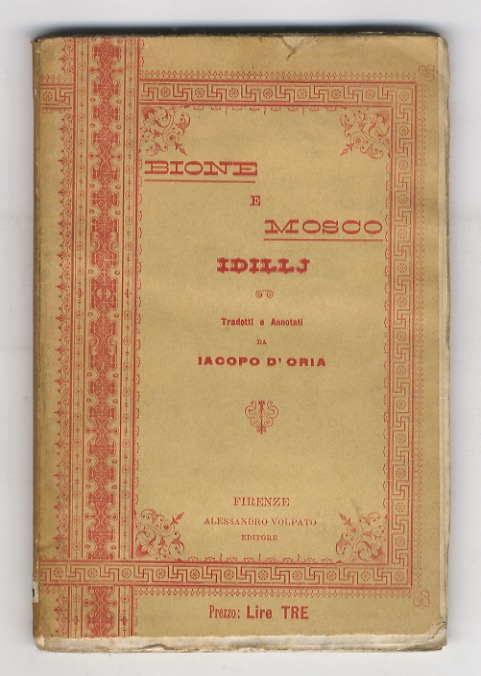 BIONE
E
MOSCO
IDILLJ
Tradotti e Annotati
DA
IACOPO D'ORIA
FIRENZE
ALESSANDRO VOLPATO
EDITORE
Prezzo: Lire TRE